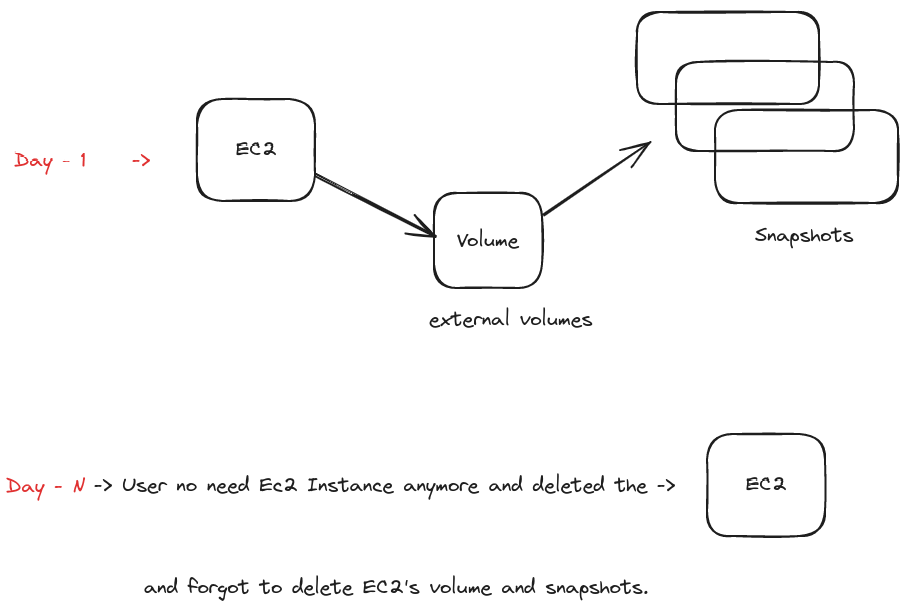 EC2
Day - 1 ->
Volume
Snapshots
external volumes
Day - N -> User no need Ec2 Instance anymore and deleted the -> EC2
and forgot to delete EC2's volume and snapshots.